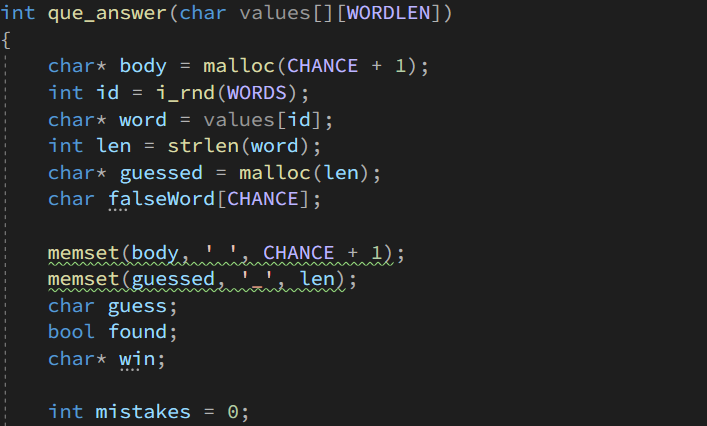 int que_answer(char values[][WORDLEN])
{
char* body = malloc(CHANCE + 1);
int id = i_rnd(WORDS);
char* word = values[id];
int len = strlen(word);
char* guessed = malloc(len);
char falseWord[CHANCE];
memset(body, ' ', CHANCE + 1);
memset(guessed, '_', len);
char guess;
bool found;
char* win;
int mistakes = 0;